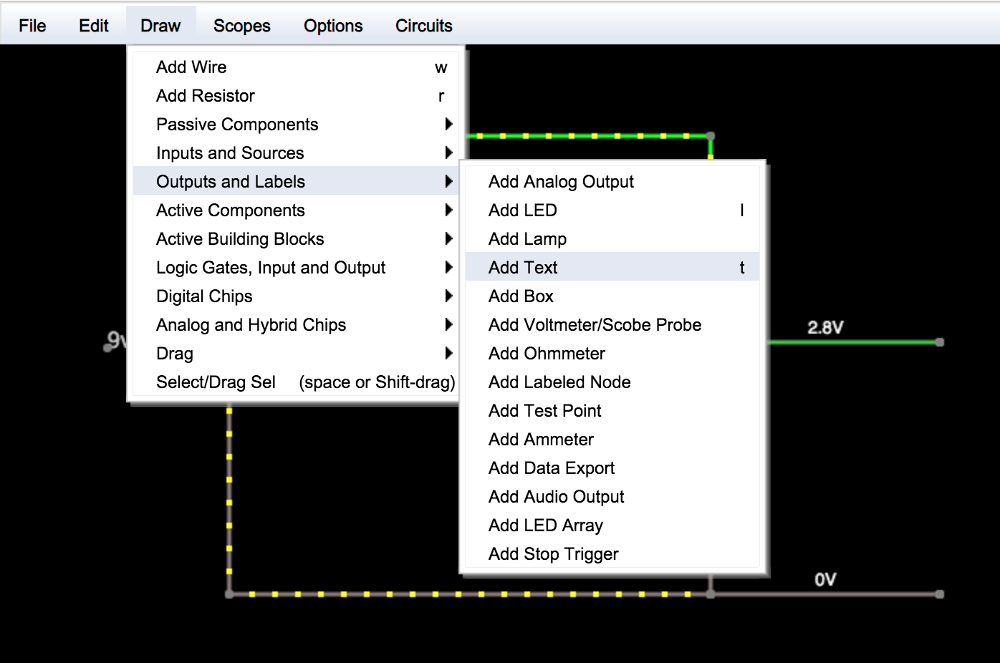 File Edit Draw Scopes Options Circuits
Add Wire w
Add Resistor r
Passive Components
Inputs and Sources
Outputs and Labels
Active Components
Active Building Blocks
Logic Gates, Input and Output
Digital Chips
Analog and Hybrid Chips
Drag
Select/Drag Sel (space or Shift-drag)
Add Analog Output
Add LED l
Add Lamp
Add Text t
Add Box
Add Voltmeter/Scobe Probe
Add Ohmmeter
Add Labeled Node
Add Test Point
Add Ammeter
Add Data Export
Add Audio Output
Add LED Array
Add Stop Trigger
9v
2.8V
0V